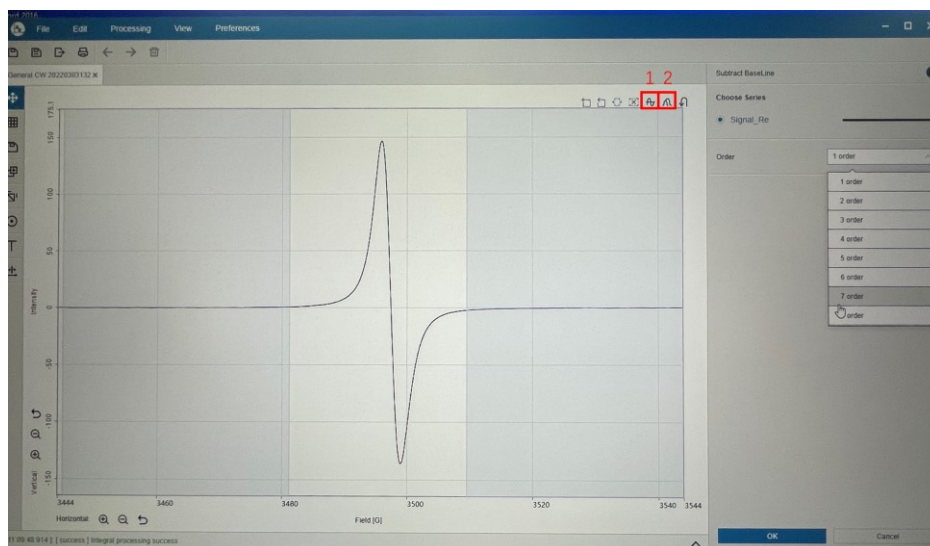 File Edit Processing View Preferences
General CW 20220303132 ×
Subtract BaseLine
1 2
Choose Series
Signal_Re
Order
1 order
1 order
2 order
3 order
4 order
5 order
6 order
7 order
order
175.1
150
100
50
0
-50
-100
-150
Intensity
Vertical
3444 3460 3480 3500 3520 3540 3544
Horizontal
Field [G]
[ success ] Integral processing success
OK Cancel